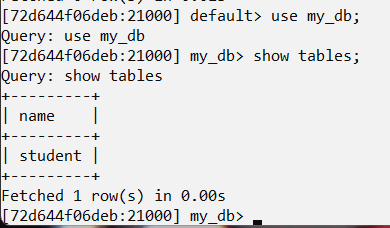 [72d644f06deb:21000] default> use my_db;
Query: use my_db
[72d644f06deb:21000] my_db> show tables;
Query: show tables
+---------+
| name    |
+---------+
| student |
+---------+
Fetched 1 row(s) in 0.00s
[72d644f06deb:21000] my_db>